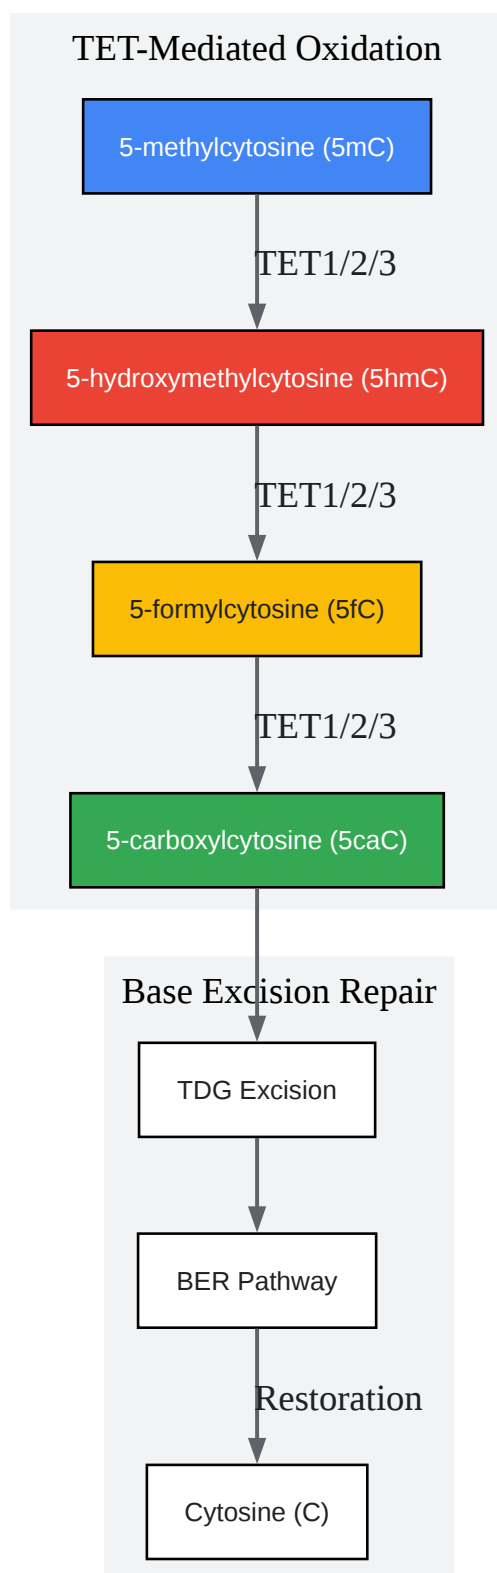 TET-Mediated Oxidation
5-methylcytosine (5mC)
TET1/2/3
5-hydroxymethylcytosine (5hmC)
TET1/2/3
5-formylcytosine (5fC)
TET1/2/3
5-carboxylcytosine (5caC)
Base Excision Repair
TDG Excision
BER Pathway
Restoration
Cytosine (C)